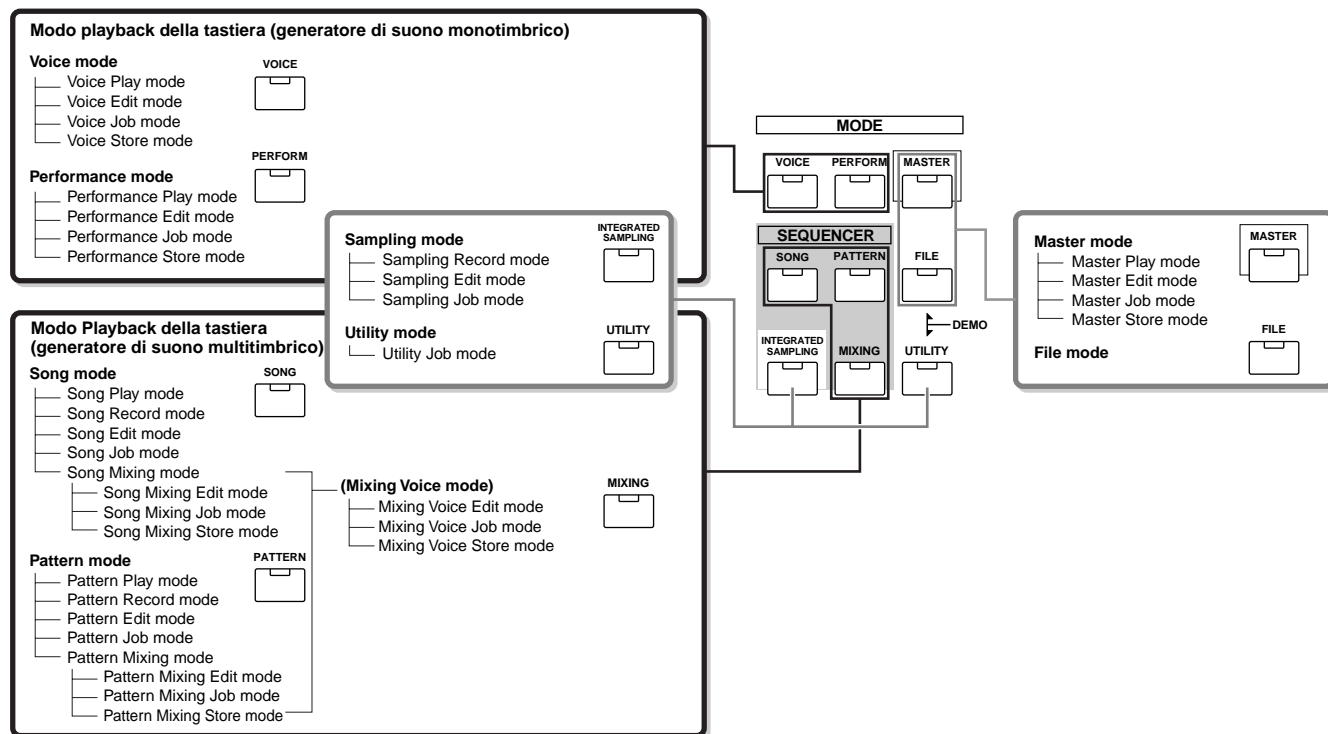 Modo playback della tastiera (generatore di suono monotimbrico)
Voice mode
VOICE
Voice Play mode
Voice Edit mode
Voice Job mode
Voice Store mode
Performance mode
PERFORM
Performance Play mode
Performance Edit mode
Performance Job mode
Performance Store mode
Sampling mode
INTEGRATED
SAMPLING
Sampling Record mode
Sampling Edit mode
Sampling Job mode
Utility mode
UTILITY
Utility Job mode
Modo Playback della tastiera
(generatore di suono multitimbrico)
Song mode
SONG
Song Play mode
Song Record mode
Song Edit mode
Song Job mode
Song Mixing mode
Song Mixing Edit mode
Song Mixing Job mode
Song Mixing Store mode
(Mixing Voice mode)
MIXING
Mixing Voice Edit mode
Mixing Voice Job mode
Mixing Voice Store mode
Pattern mode
PATTERN
Pattern Play mode
Pattern Record mode
Pattern Edit mode
Pattern Job mode
Pattern Mixing mode
Pattern Mixing Edit mode
Pattern Mixing Job mode
Pattern Mixing Store mode
MODE
VOICE
PERFORM
MASTER
SEQUENCER
SONG
PATTERN
FILE
DEMO
INTEGRATED
SAMPLING
MIXING
UTILITY
Master mode
MASTER
Master Play mode
Master Edit mode
Master Job mode
Master Store mode
File mode
FILE